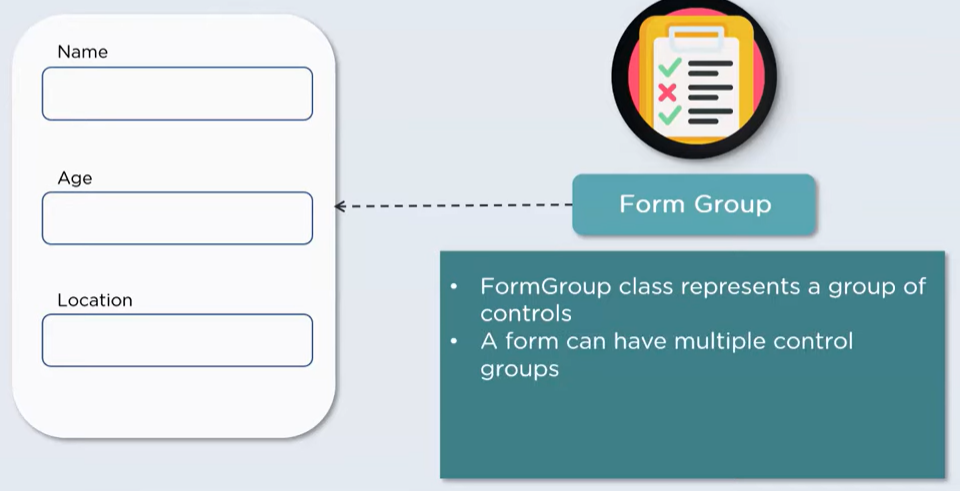 Name
Age
Location
Form Group
• FormGroup class represents a group of
controls
• A form can have multiple control
groups